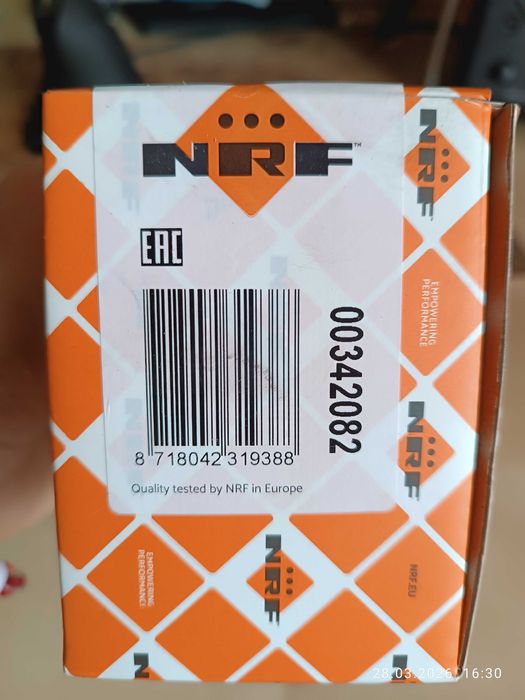 NRF™
NRF
EAC
EMPOWERING
PERFORMANCE
00342082
8 718042 319388
NRF
Quality tested by NRF in Europe
NRF
EMPOWERING
PERFORMANCE
NRF.EU
28.03.2026 16:30